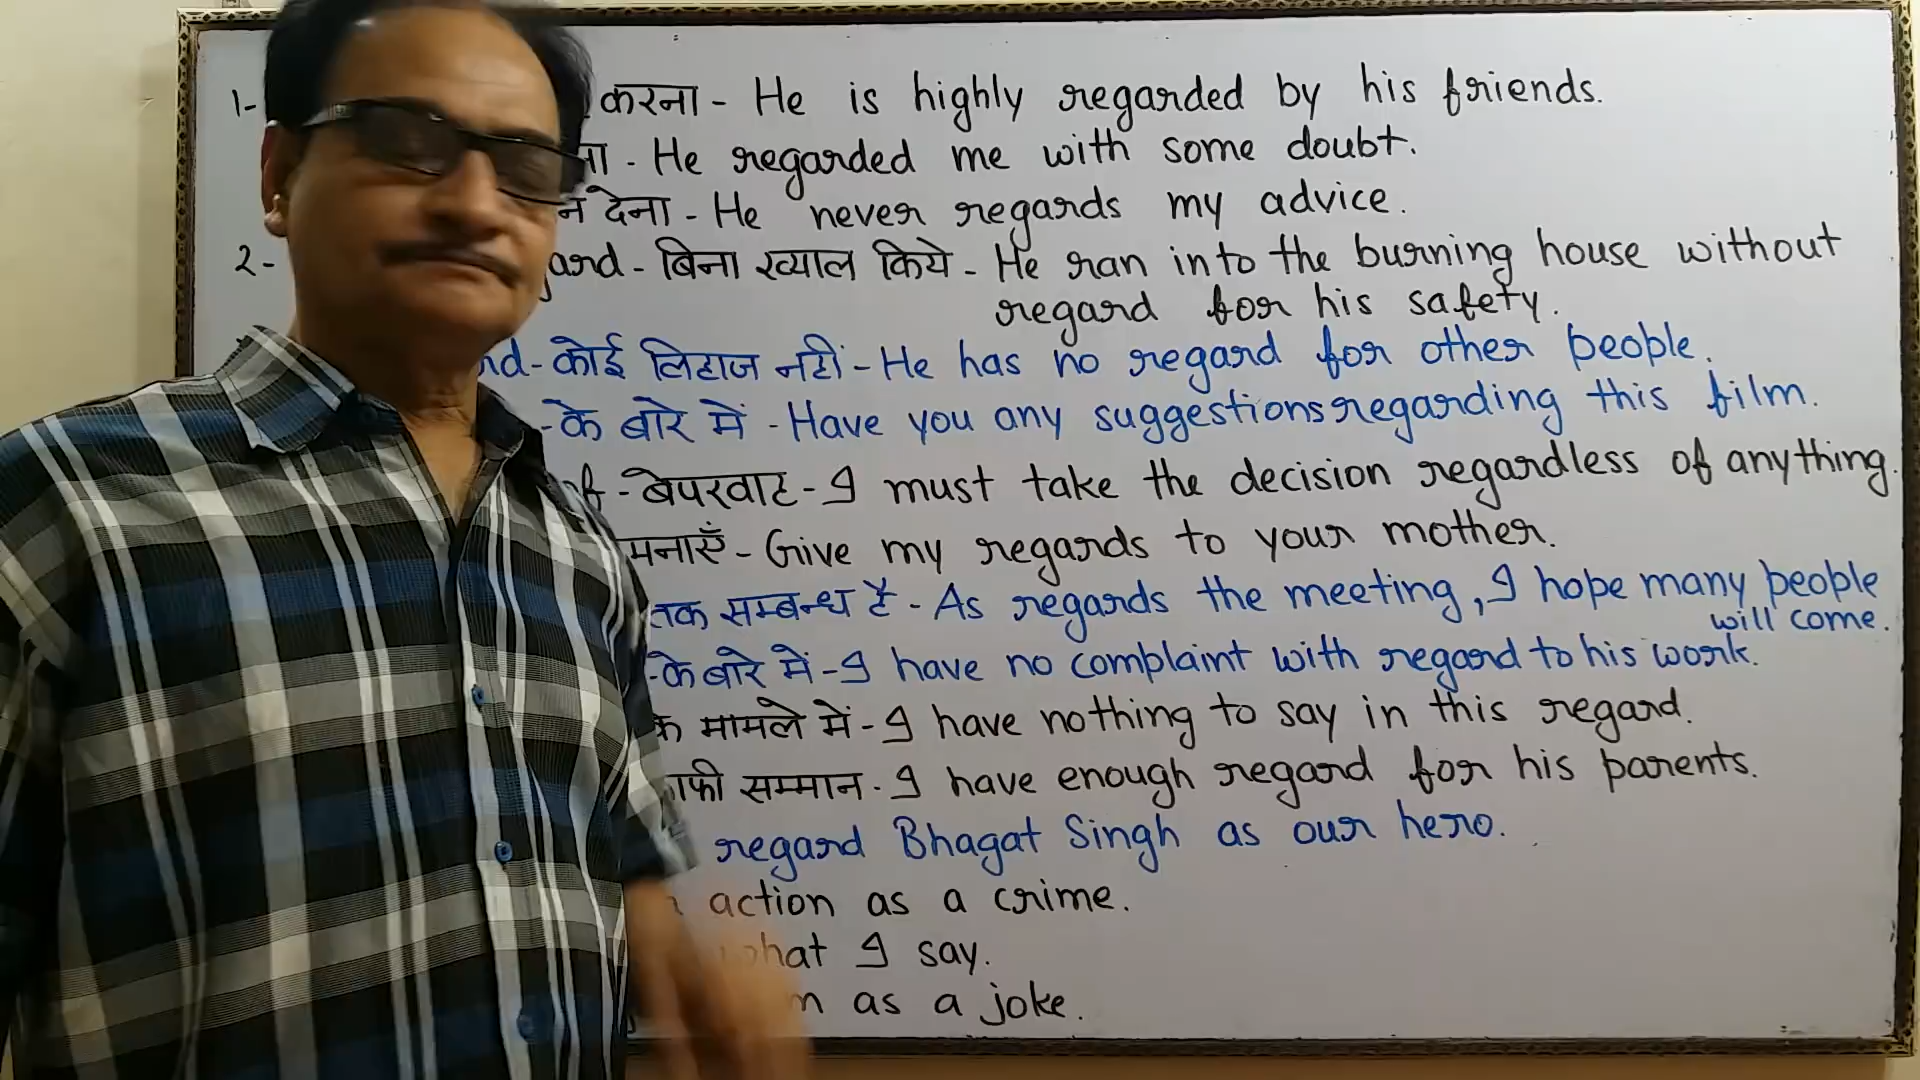 1- करना - He is highly regarded by his friends.
- He regarded me with some doubt.
देना - He never regards my advice.
2- बिना ख्याल किये - He ran into the burning house without
regard for his safety.
- कोई लिहाज नहीं - He has no regard for other people.
- के बारे में - Have you any suggestions regarding this film.
- बेपरवाह - I must take the decision regardless of anything.
- Give my regards to your mother.
तक सम्बन्ध है - As regards the meeting, I hope many people
will come.
- के बारे में - I have no complaint with regard to his work.
मामले में - I have nothing to say in this regard.
सम्मान - I have enough regard for his parents.
regard Bhagat Singh as our hero.
action as a crime.
what I say.
as a joke.